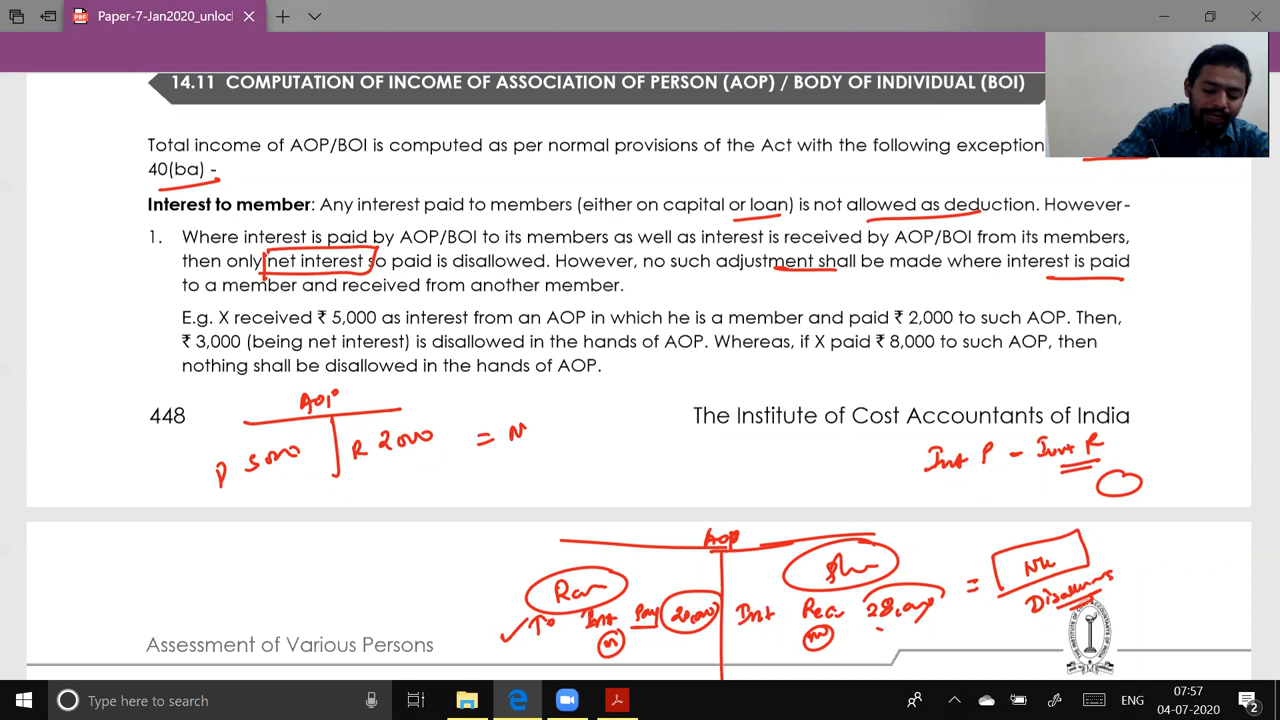 Paper-7-Jan2020_unloc
14.11 COMPUTATION OF INCOME OF ASSOCIATION OF PERSON (AOP) / BODY OF INDIVIDUAL (BOI)
Total income of AOP/BOI is computed as per normal provisions of the Act with the following exception
40(ba) -
Interest to member: Any interest paid to members (either on capital or loan) is not allowed as deduction. However-
1. Where interest is paid by AOP/BOI to its members as well as interest is received by AOP/BOI from its members,
then only net interest so paid is disallowed. However, no such adjustment shall be made where interest is paid
to a member and received from another member.
E.g. X received ₹ 5,000 as interest from an AOP in which he is a member and paid ₹ 2,000 to such AOP. Then,
₹ 3,000 (being net interest) is disallowed in the hands of AOP. Whereas, if X paid ₹ 8,000 to such AOP, then
nothing shall be disallowed in the hands of AOP.
AOP
448 The Institute of Cost Accountants of India
P 5000 R 2000 = N
Int P - Int R
AOP
Ram
Int Pay 20,000 Int
m m
Assessment of Various Persons
THE INSTITUTE OF COST ACCOUNTANTS OF INDIA
Type here to search
ENG
07:57
04-07-2020
2